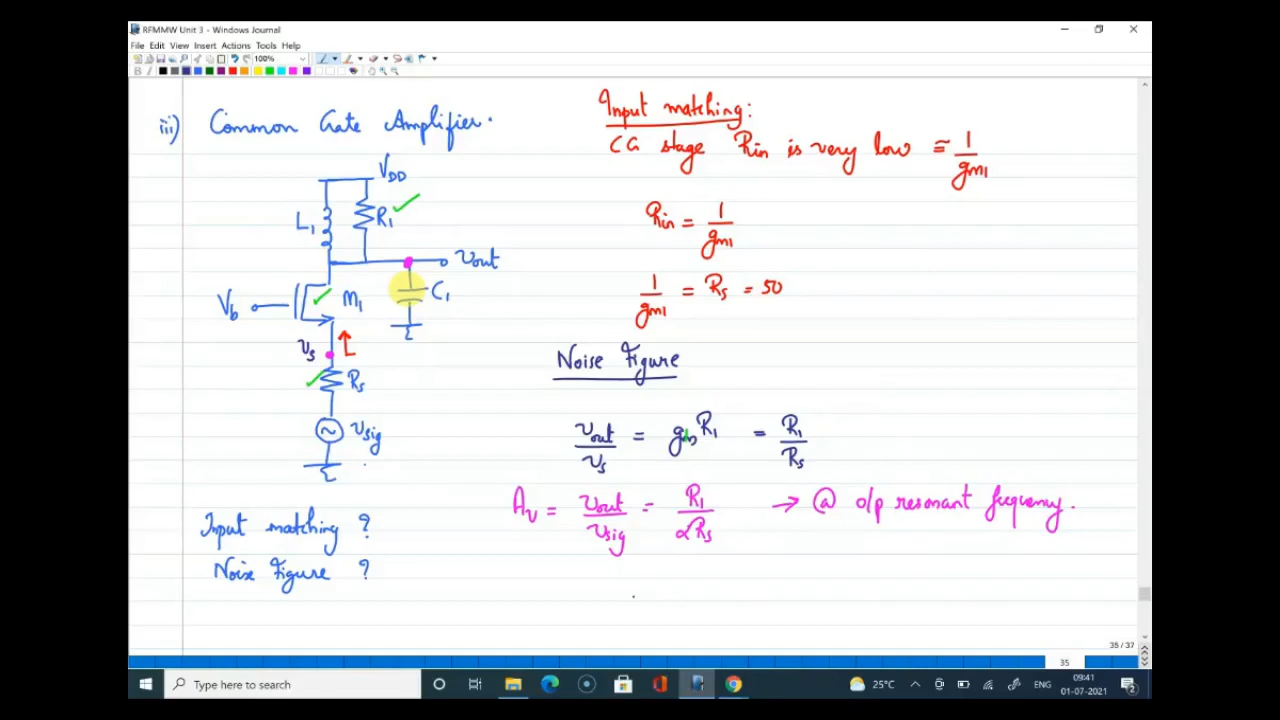 RFMMW Unit 3 - Windows Journal
File Edit View Insert Actions Tools Help
100%
B I
iii) Common Gate Amplifier.
VDD
L1
R1
vout
Vb
M1
C1
vs
Rs
vsig
Input matching ?
Noise Figure ?
Input matching:
CG stage Rin is very low ≅ 1/gm1
Rin = 1/gm1
1/gm1 = Rs = 50
Noise Figure
vout/vs = gm R1 = R1/Rs
Av = vout/vsig = R1/2Rs → @ o/p resonant frequency.
35 / 37
35
Type here to search
25°C
ENG
09:41
01-07-2021
2